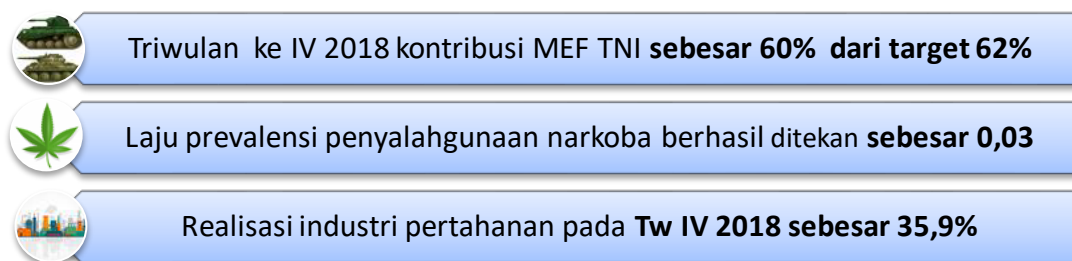 Triwulan ke IV 2018 kontribusi MEF TNI sebesar 60% dari target 62%
Laju prevalensi penyalahgunaan narkoba berhasil ditekan sebesar 0,03
Realisasi industri pertahanan pada Tw IV 2018 sebesar 35,9%